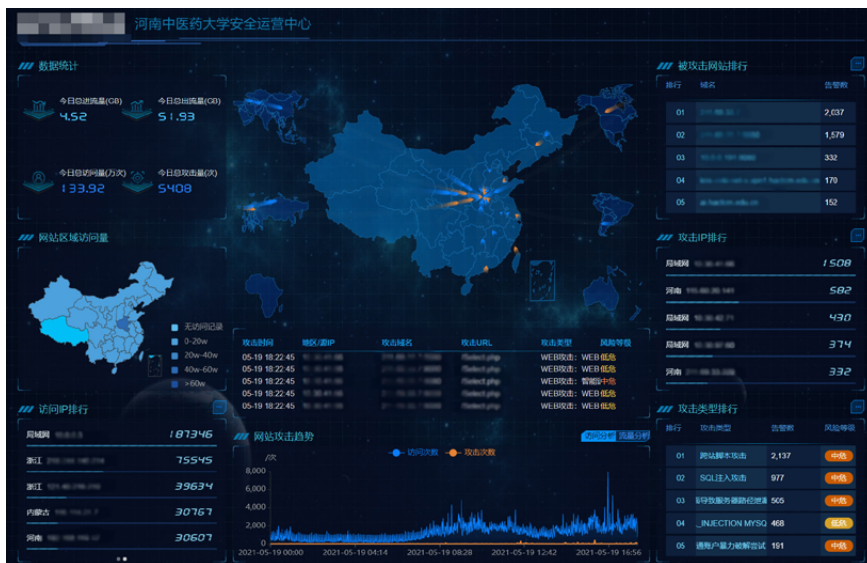 河南中医药大学安全运营中心
数据统计
今日总进流量(GB)
4.52
今日总出流量(GB)
51.93
今日总访问量(万次)
133.92
今日总攻击量(次)
5408
网站区域访问量
无访问记录
0-20w
20w-40w
40w-60w
>60w
访问IP排行
局域网 187346
浙江 75545
浙江 39634
内蒙古 30767
河南 30607
攻击时间 地区/源IP 攻击域名 攻击URL 攻击类型 风险等级
05-19 18:22:45 /Select.php WEB攻击: WEB 低危
05-19 18:22:45 /Select.php WEB攻击: WEB 低危
05-19 18:22:45 /Select.php WEB攻击: 智能 中危
05-19 18:22:45 /Select.php WEB攻击: WEB 低危
05-19 18:22:45 /Select.php WEB攻击: WEB 低危
网站攻击趋势
访问分析 流量分析
访问次数 攻击次数
/次
8,000
6,000
4,000
2,000
0
2021-05-19 00:00 2021-05-19 04:14 2021-05-19 08:28 2021-05-19 12:42 2021-05-19 16:56
被攻击网站排行
排行 域名 告警数
01 2,037
02 1,579
03 332
04 170
05 152
攻击IP排行
局域网 1508
河南 582
局域网 430
局域网 374
河南 332
攻击类型排行
排行 攻击类型 告警数 风险等级
01 跨站脚本攻击 2,137 中危
02 SQL注入攻击 977 中危
03 导致服务器路径泄 505 中危
04 _INJECTION MYSQ 468 低危
05 通账户暴力破解尝试 191 中危